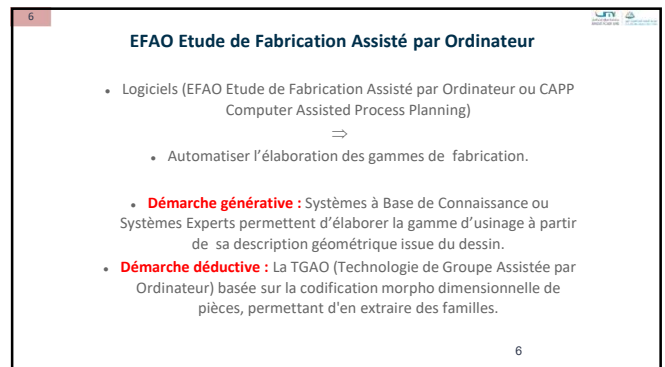 6
EFAO Etude de Fabrication Assisté par Ordinateur
• Logiciels (EFAO Etude de Fabrication Assisté par Ordinateur ou CAPP
Computer Assisted Process Planning)
⇒
• Automatiser l'élaboration des gammes de fabrication.
• Démarche générative : Systèmes à Base de Connaissance ou
Systèmes Experts permettent d'élaborer la gamme d'usinage à partir
de sa description géométrique issue du dessin.
• Démarche déductive : La TGAO (Technologie de Groupe Assistée par
Ordinateur) basée sur la codification morpho dimensionnelle de
pièces, permettant d'en extraire des familles.
6